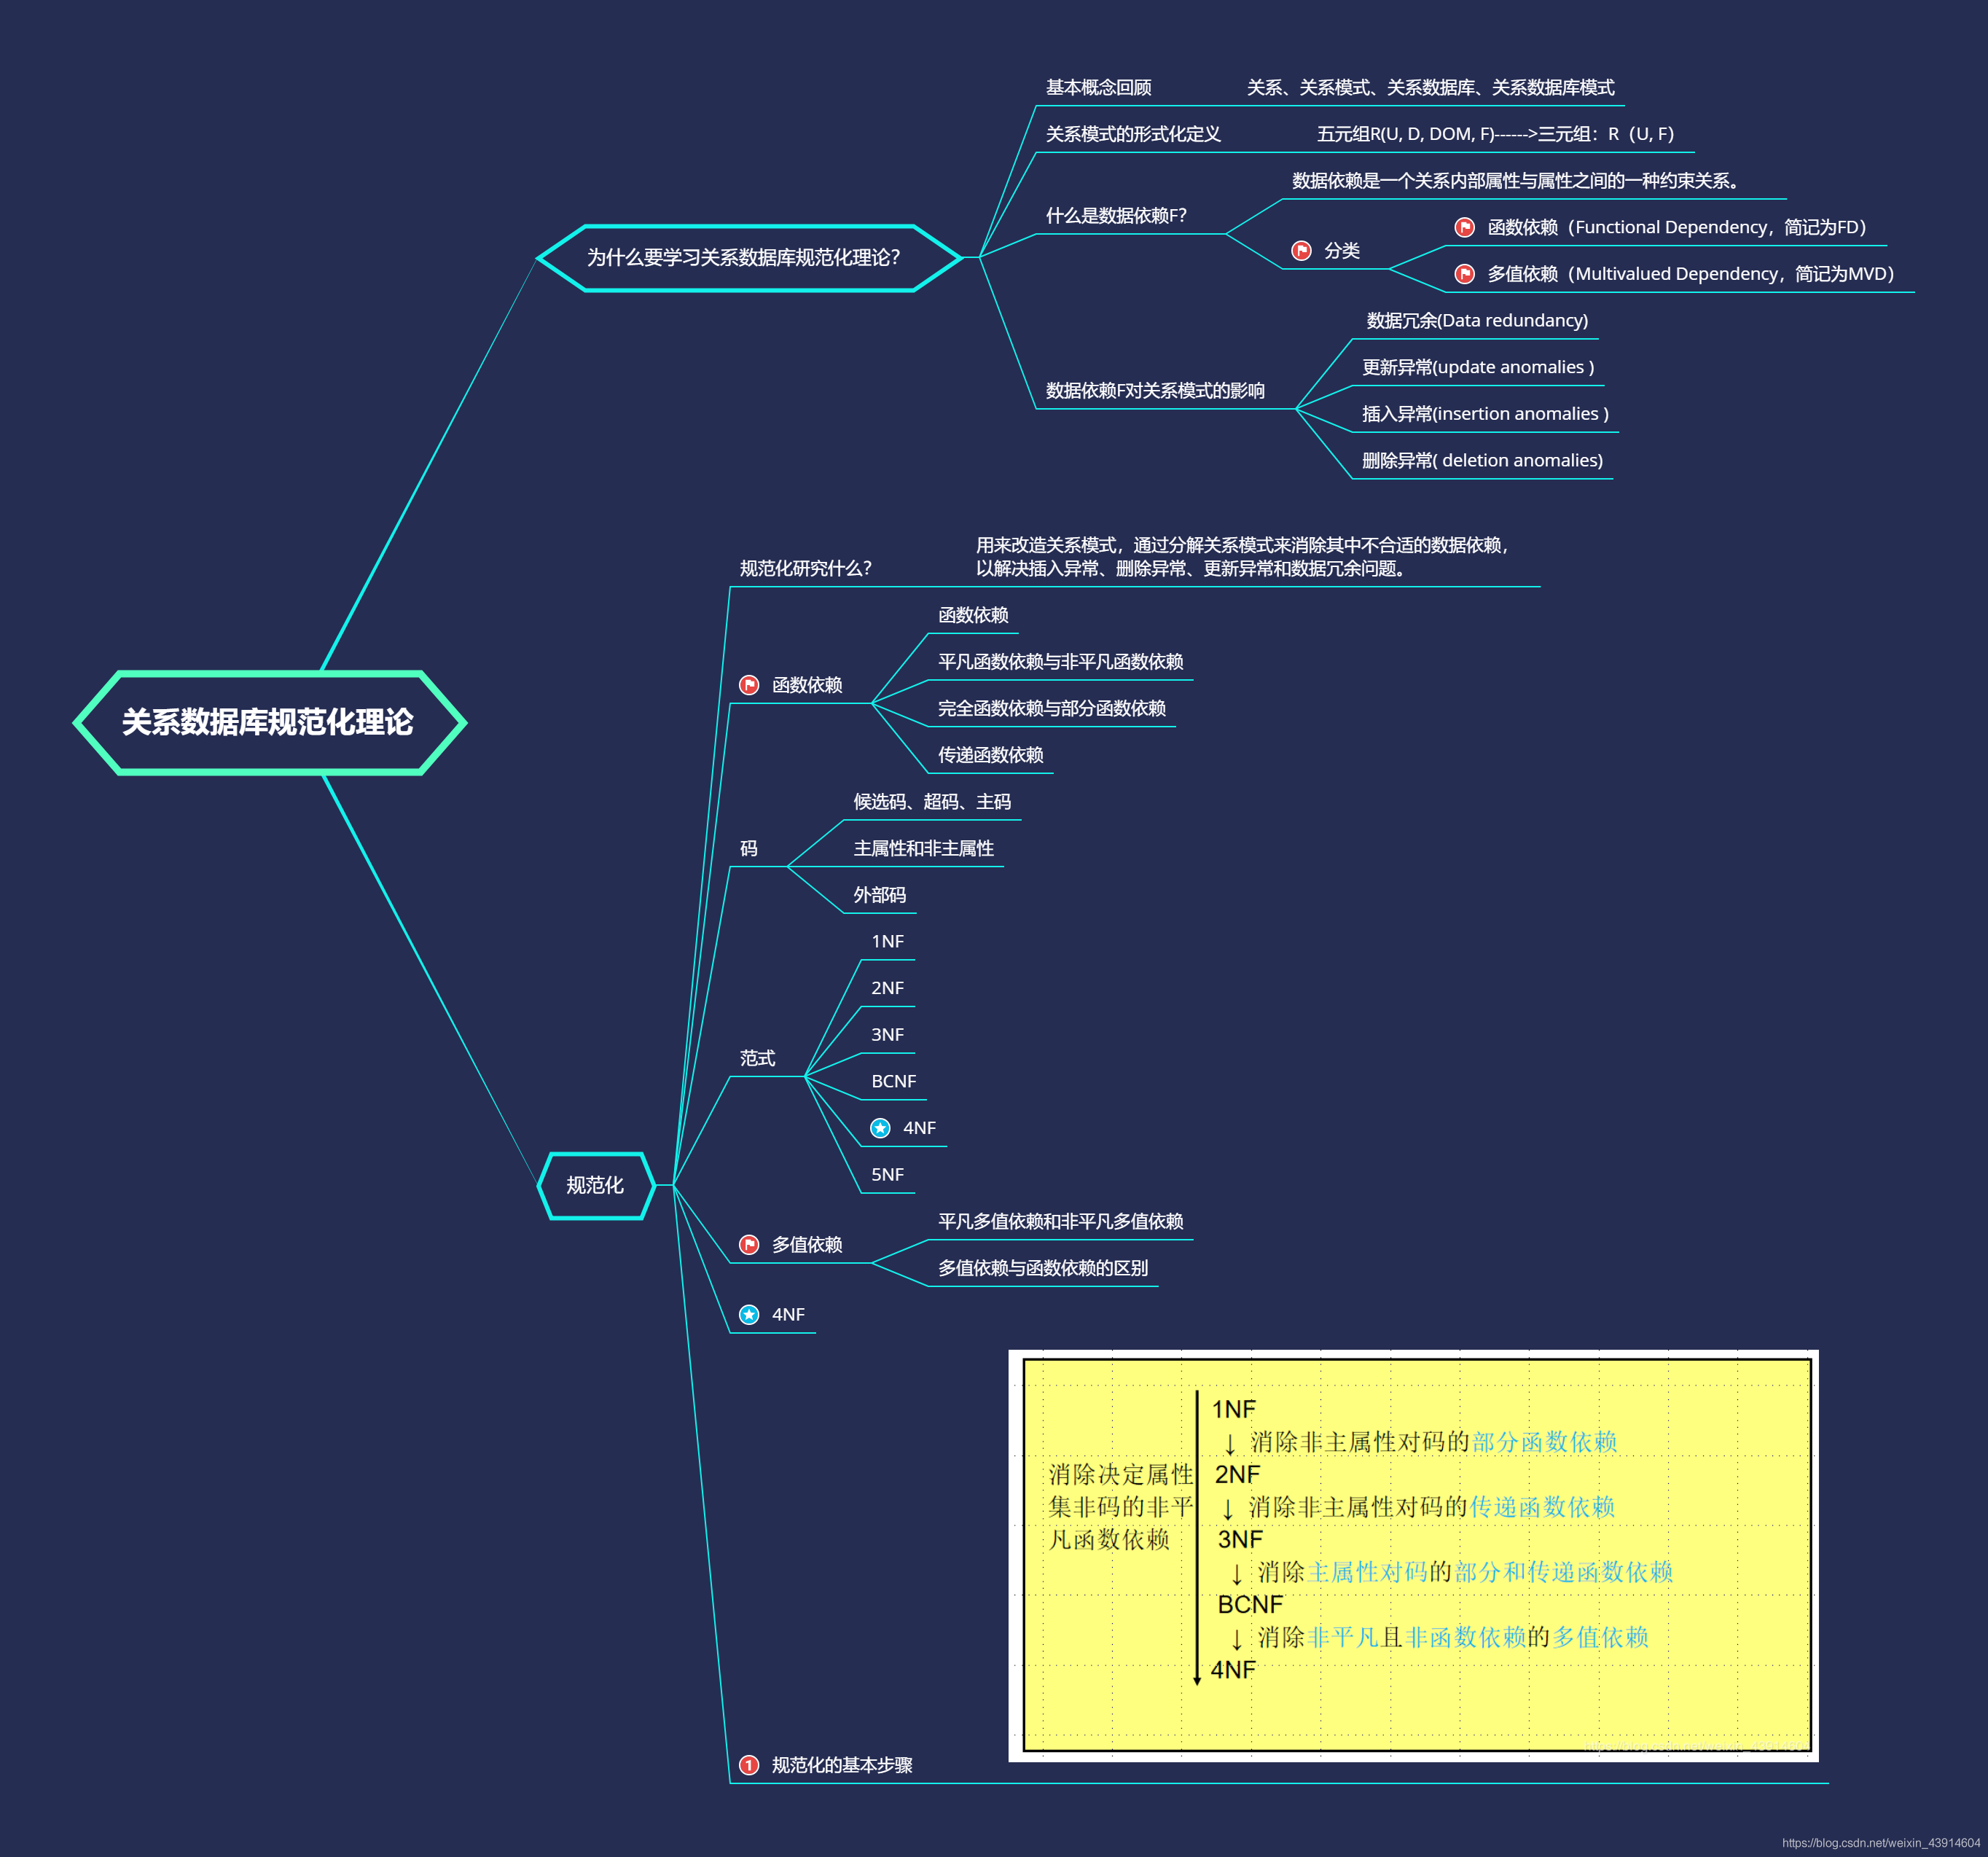 关系数据库规范化理论
为什么要学习关系数据库规范化理论？
基本概念回顾
关系、关系模式、关系数据库、关系数据库模式
关系模式的形式化定义
五元组R(U, D, DOM, F)------>三元组：R（U, F）
什么是数据依赖F？
数据依赖是一个关系内部属性与属性之间的一种约束关系。
分类
函数依赖（Functional Dependency，简记为FD）
多值依赖（Multivalued Dependency，简记为MVD）
数据依赖F对关系模式的影响
数据冗余(Data redundancy)
更新异常(update anomalies )
插入异常(insertion anomalies )
删除异常( deletion anomalies)
规范化
规范化研究什么？
用来改造关系模式，通过分解关系模式来消除其中不合适的数据依赖，
以解决插入异常、删除异常、更新异常和数据冗余问题。
函数依赖
函数依赖
平凡函数依赖与非平凡函数依赖
完全函数依赖与部分函数依赖
传递函数依赖
码
候选码、超码、主码
主属性和非主属性
外部码
范式
1NF
2NF
3NF
BCNF
4NF
5NF
多值依赖
平凡多值依赖和非平凡多值依赖
多值依赖与函数依赖的区别
4NF
1 规范化的基本步骤
消除决定属性
集非码的非平
凡函数依赖
1NF
↓ 消除非主属性对码的部分函数依赖
2NF
↓ 消除非主属性对码的传递函数依赖
3NF
↓ 消除主属性对码的部分和传递函数依赖
BCNF
↓ 消除非平凡且非函数依赖的多值依赖
4NF
https://blog.csdn.net/weixin_43914604
https://blog.csdn.net/weixin_43914604